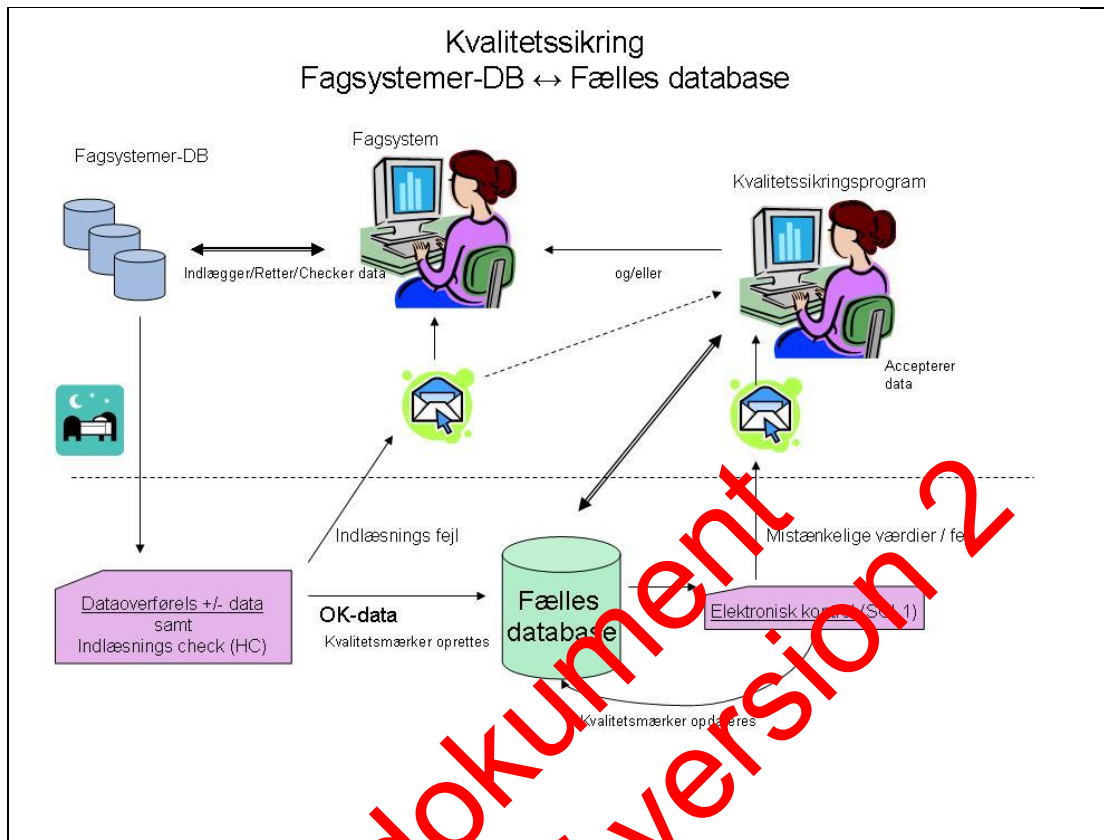 Kvalitetssikring
Fagsystemer-DB ↔ Fælles database
Fagsystem
Fagsystemer-DB
Kvalitetssikringsprogram
Indlægger/Retter/Checker data
og/eller
Accepterer
data
Indlæsnings fejl
Mistænkelige værdier /
Dataoverførels +/- data
samt
Indlæsnings check (HC)
OK-data
Kvalitetsmærker oprettes
Fælles
database
Elektronisk kontrol
Kvalitetsmærker opdateres
dokument
version 2